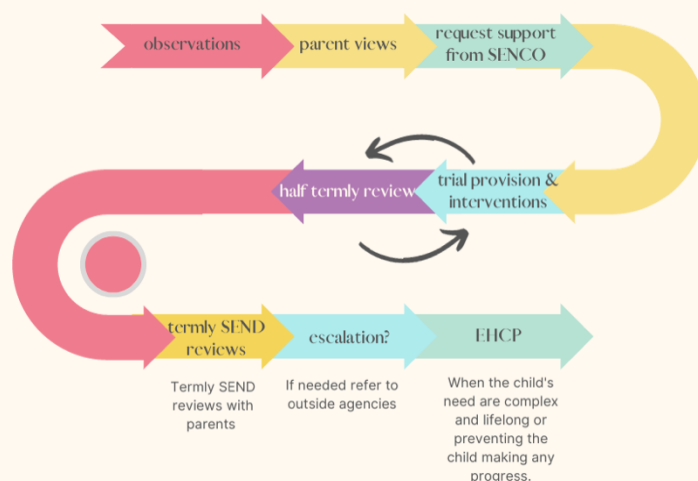 observations
parent views
request support
from SENCO
trial provision &
interventions
half termly review
termly SEND
reviews
Termly SEND
reviews with
parents
escalation?
If needed refer to
outside agencies
EHCP
When the child's
need are complex
and lifelong or
preventing the
child making any
progress.